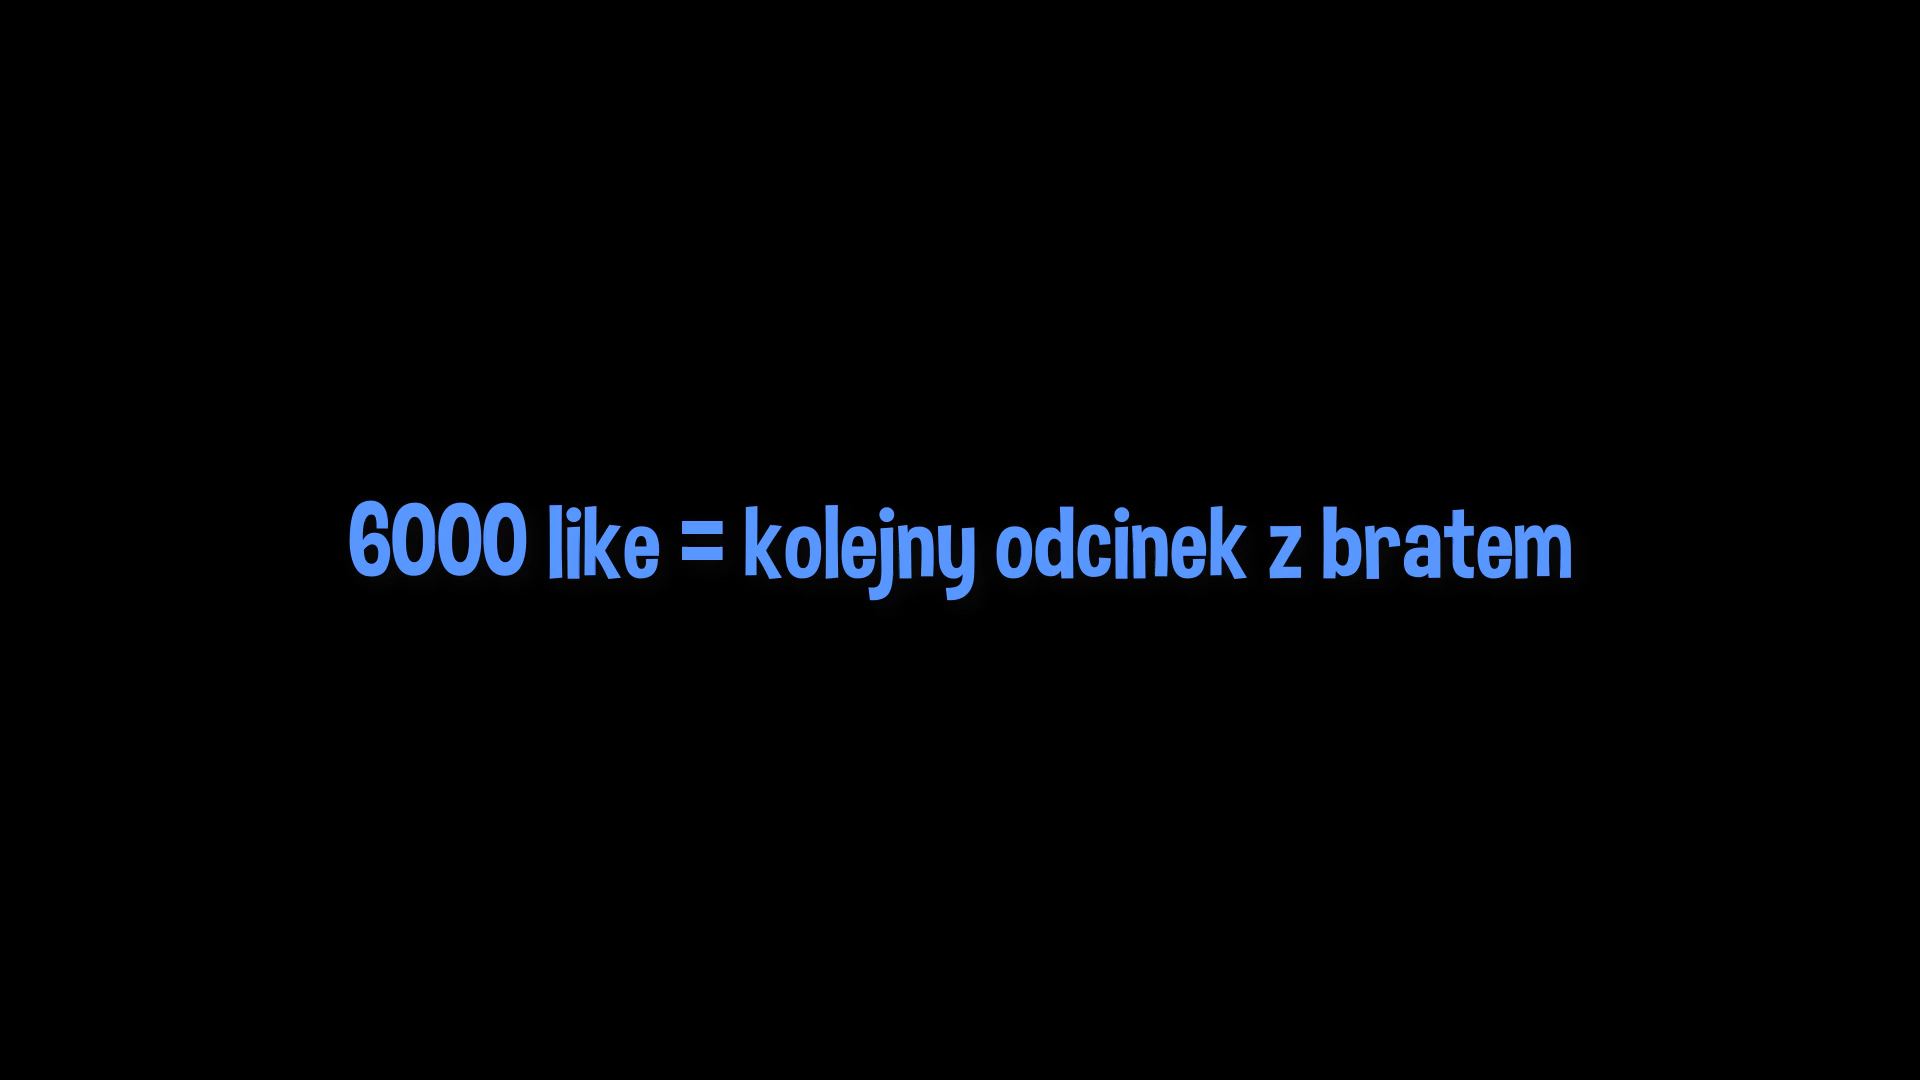 6000 like = kolejny odcinek z bratem